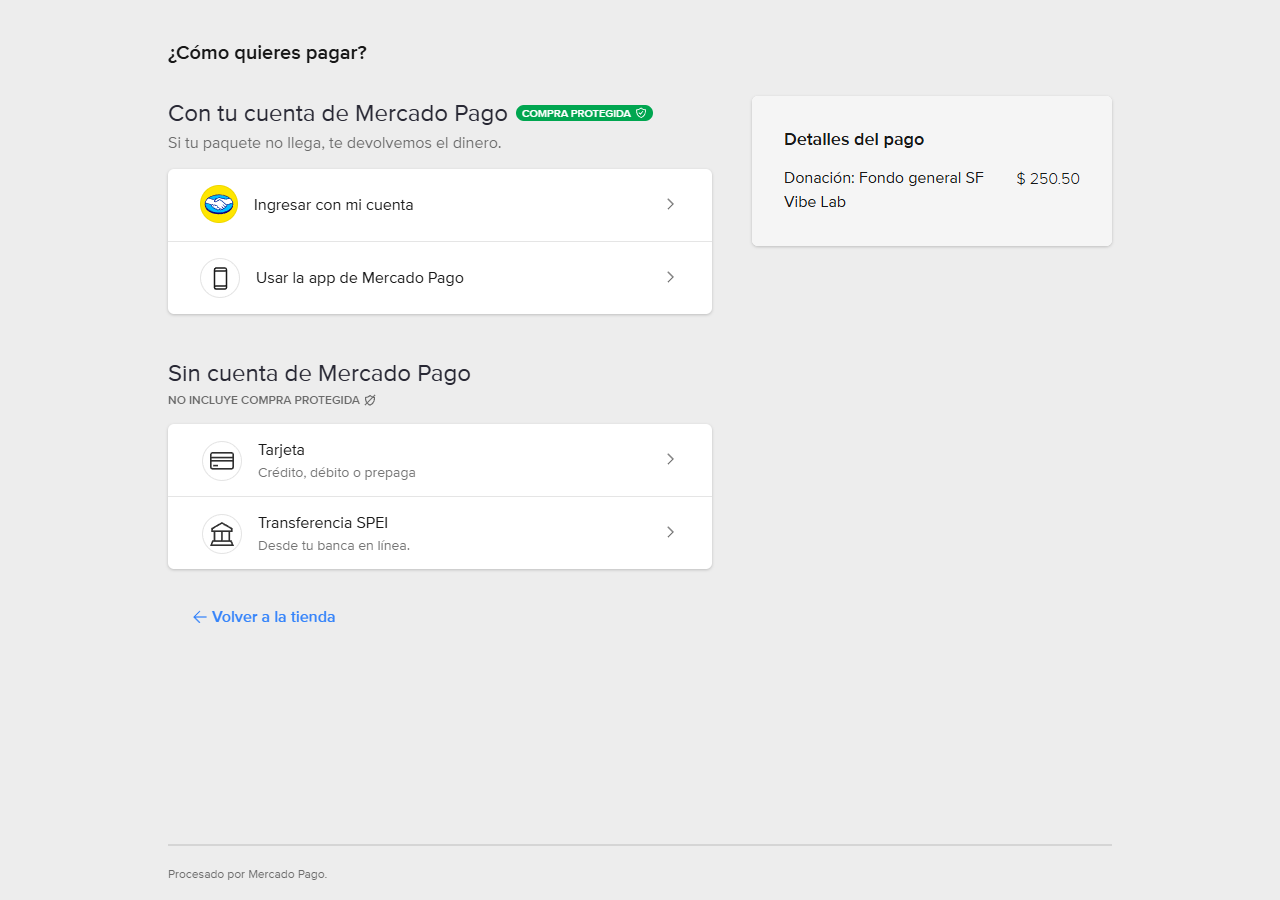 ¿Cómo quieres pagar?
Con tu cuenta de Mercado Pago COMPRA PROTEGIDA
Si tu paquete no llega, te devolvemos el dinero.
Ingresar con mi cuenta
Usar la app de Mercado Pago
Sin cuenta de Mercado Pago
NO INCLUYE COMPRA PROTEGIDA
Tarjeta
Crédito, débito o prepaga
Transferencia SPEI
Desde tu banca en línea.
Volver a la tienda
Detalles del pago
Donación: Fondo general SF $ 250.50
Vibe Lab
Procesado por Mercado Pago.